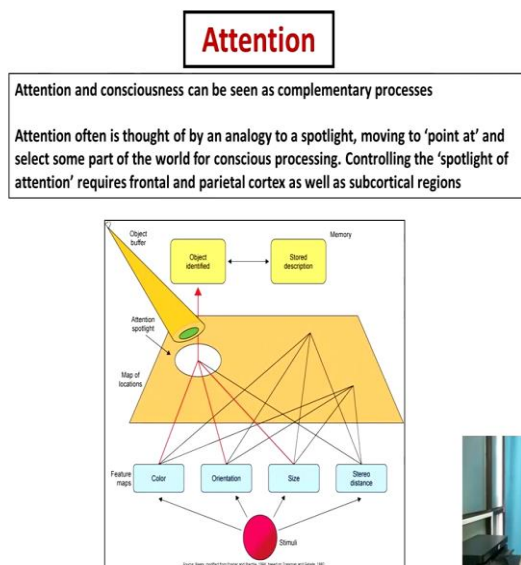 Attention
Attention and consciousness can be seen as complementary processes
Attention often is thought of by an analogy to a spotlight, moving to 'point at' and
select some part of the world for conscious processing. Controlling the 'spotlight of
attention' requires frontal and parietal cortex as well as subcortical regions
Object
buffer
Memory
Object
identified
Stored
description
Attention
spotlight
Map of
locations
Feature
maps
Color
Orientation
Size
Stereo
distance
Stimuli